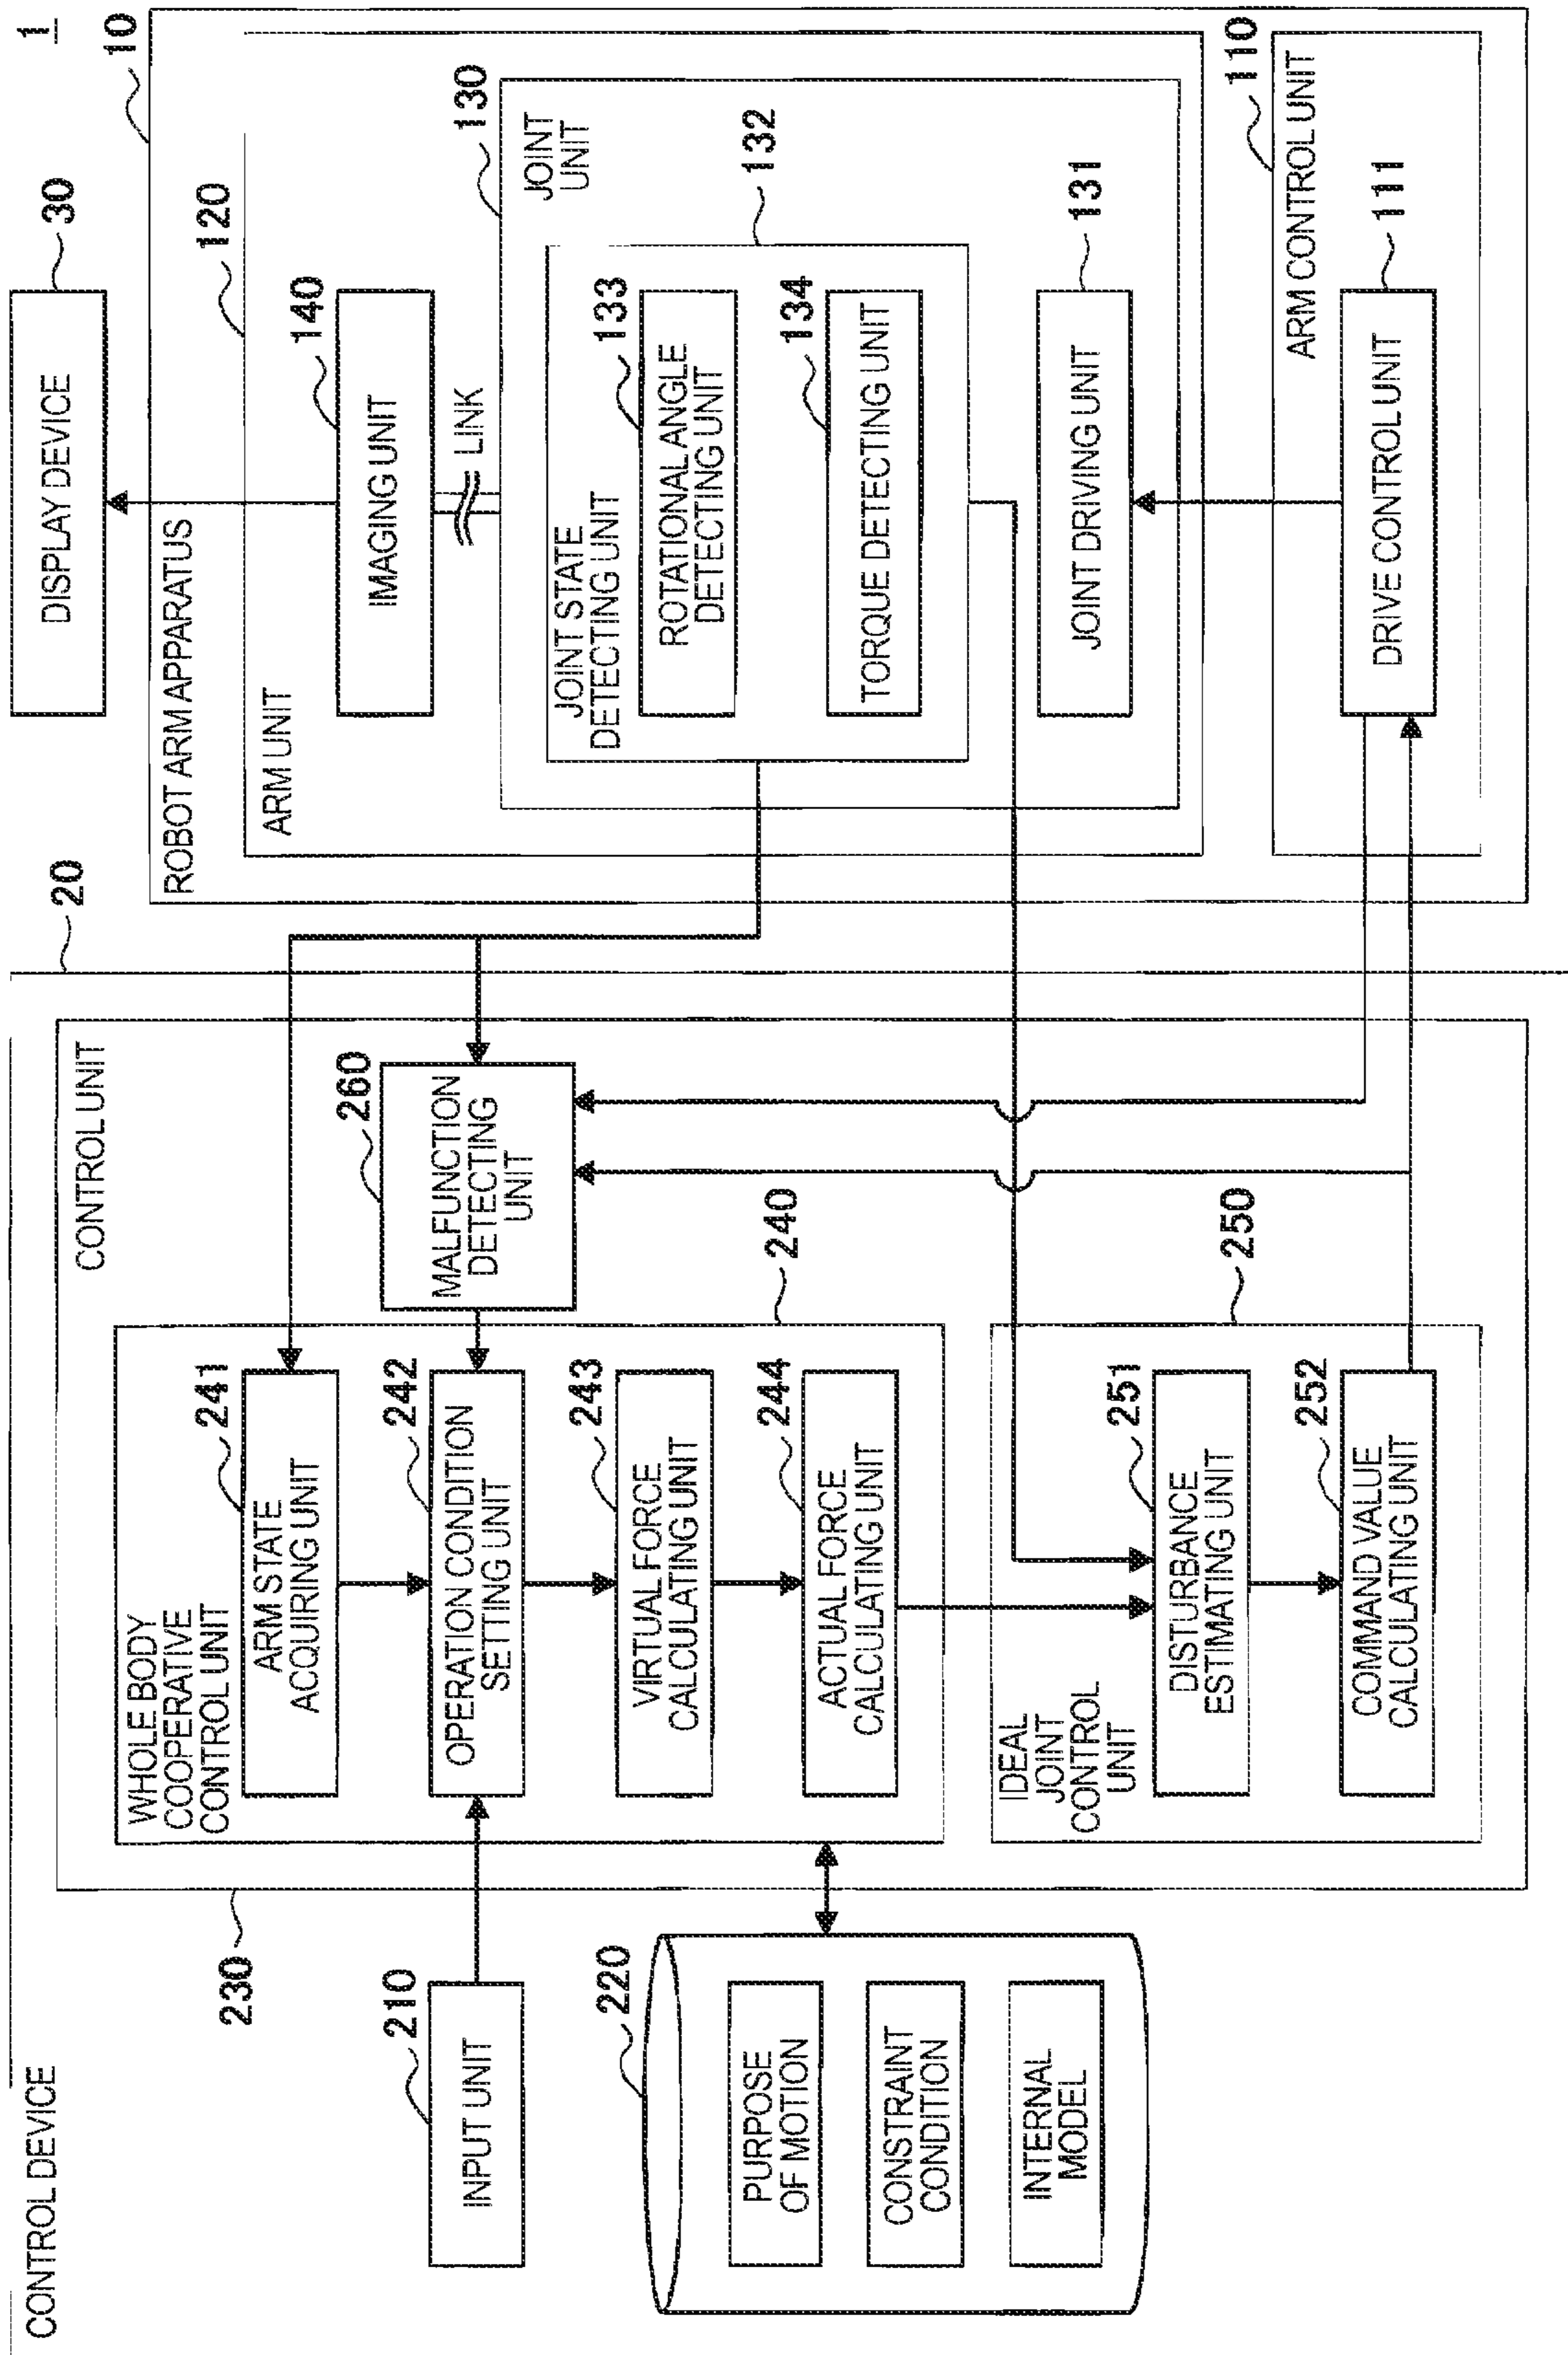 1
CONTROL DEVICE
20
230
CONTROL UNIT
210
INPUT UNIT
220
PURPOSE
OF MOTION
CONSTRAINT
CONDITION
INTERNAL
MODEL
WHOLE BODY
COOPERATIVE
CONTROL UNIT
240
241
ARM STATE
ACQUIRING UNIT
242
OPERATION CONDITION
SETTING UNIT
243
VIRTUAL FORCE
CALCULATING UNIT
244
ACTUAL FORCE
CALCULATING UNIT
260
MALFUNCTION
DETECTING
UNIT
IDEAL
JOINT
CONTROL
UNIT
250
251
DISTURBANCE
ESTIMATING UNIT
252
COMMAND VALUE
CALCULATING UNIT
30
DISPLAY DEVICE
10
ROBOT ARM APPARATUS
120
ARM UNIT
140
IMAGING UNIT
LINK
130
JOINT
UNIT
132
JOINT STATE
DETECTING UNIT
133
ROTATIONAL ANGLE
DETECTING UNIT
134
TORQUE DETECTING UNIT
131
JOINT DRIVING UNIT
110
ARM CONTROL UNIT
111
DRIVE CONTROL UNIT